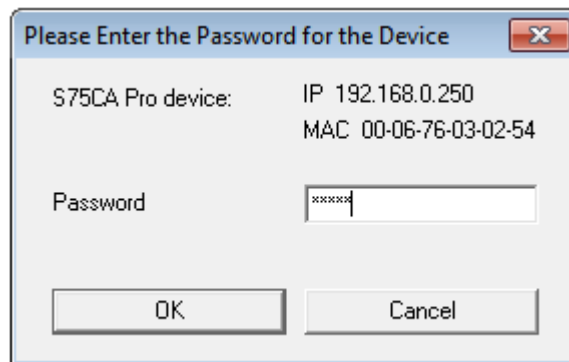 Please Enter the Password for the Device
S75CA Pro device: IP 192.168.0.250
MAC 00-06-76-03-02-54
Password *****
OK Cancel